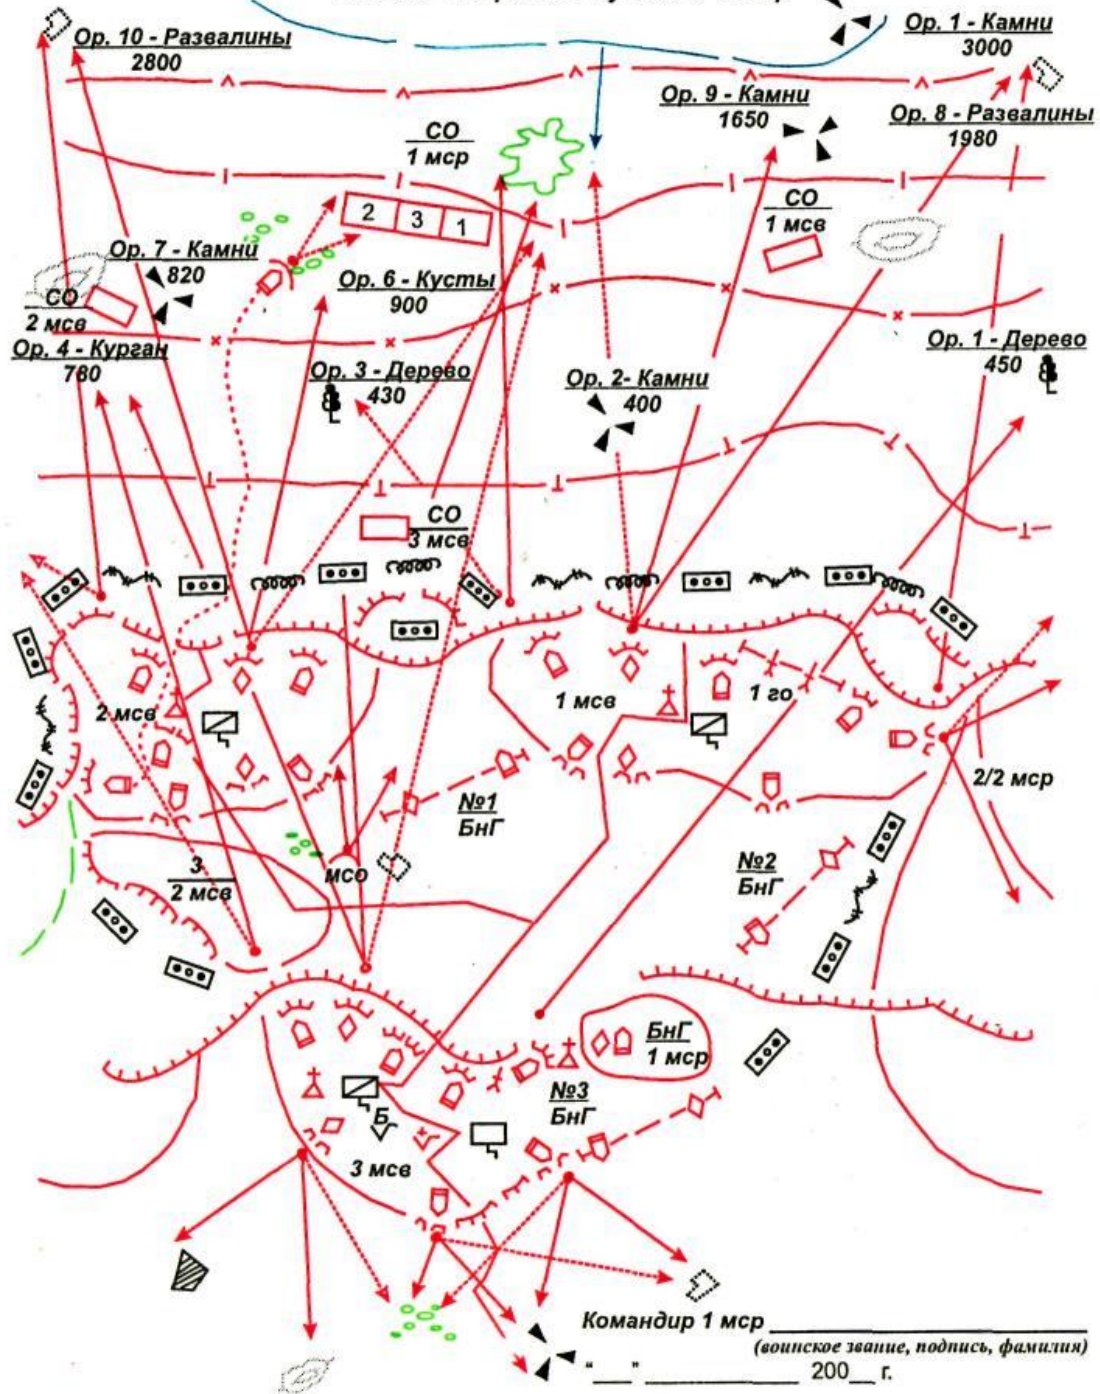 Ор. 10 - Развалины
2800
Ор. 1 - Камни
3000
Ор. 9 - Камни
1650
Ор. 8 - Развалины
1980
СО
1 мср
2 3 1
СО
1 мсв
Ор. 7 - Камни
820
Ор. 6 - Кусты
900
СО
2 мсв
Ор. 4 - Курган
780
Ор. 3 - Дерево
430
Ор. 2- Камни
400
Ор. 1 - Дерево
450
СО
3 мсв
2 мсв
1 мсв
1 го
2/2 мср
№1
БнГ
№2
БнГ
мсо
3
2 мсв
БнГ
1 мср
№3
БнГ
Б
3 мсв
Командир 1 мср
(воинское звание, подпись, фамилия)
"___" ______________ 200__ г.